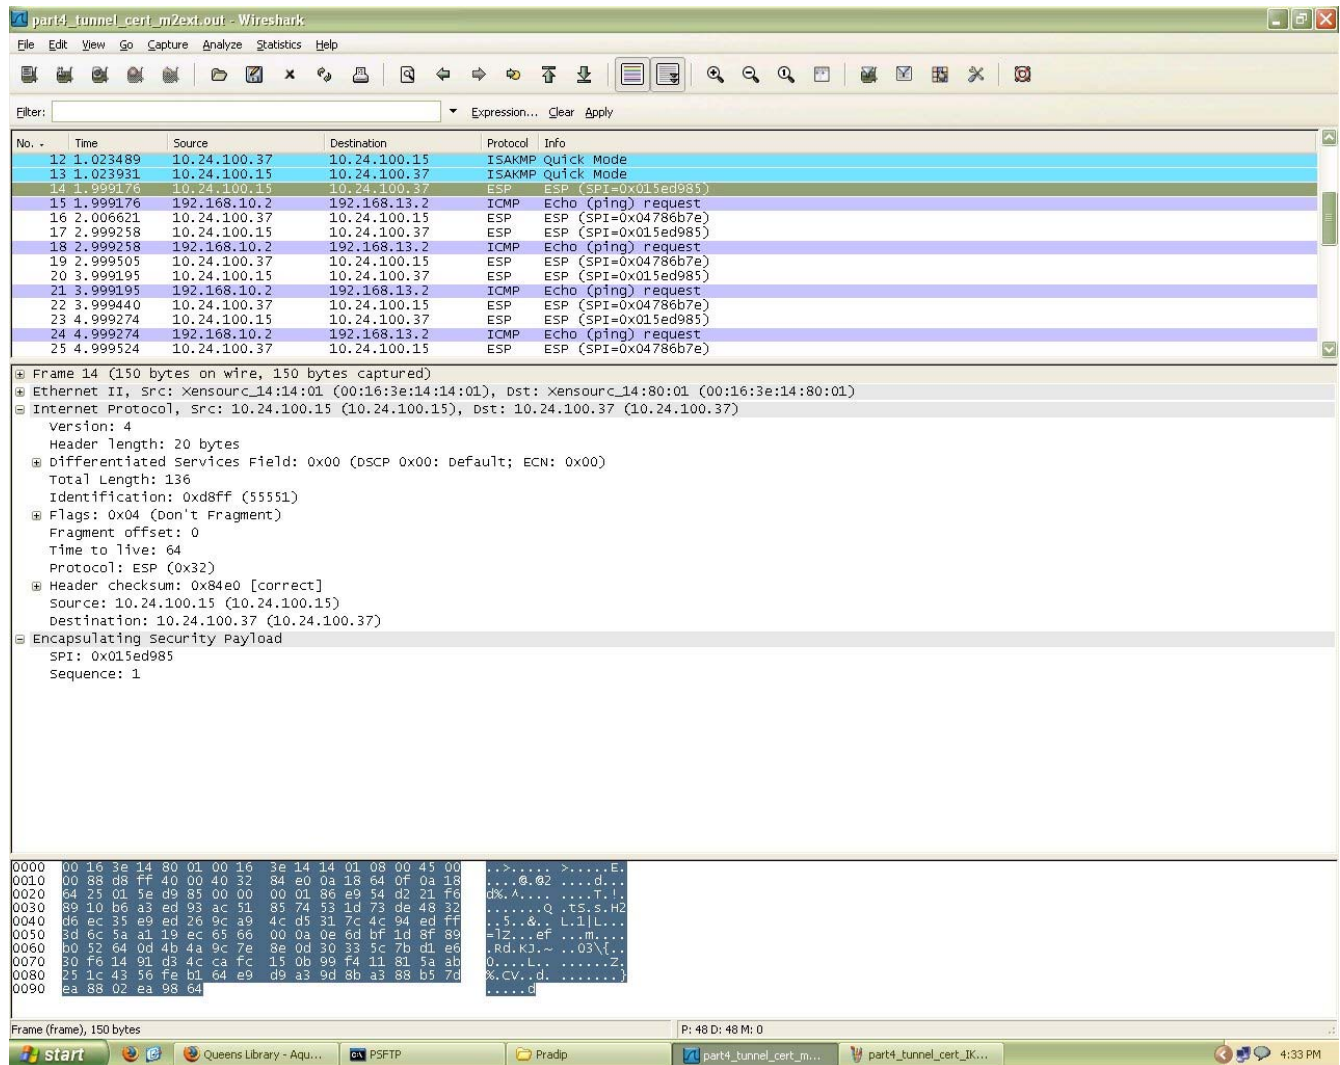 part4_tunnel_cert_m2ext.out - Wireshark
File Edit View Go Capture Analyze Statistics Help
Filter: Expression... Clear Apply
No. - Time Source Destination Protocol Info
12 1.023489 10.24.100.37 10.24.100.15 ISAKMP Quick Mode
13 1.023931 10.24.100.15 10.24.100.37 ISAKMP Quick Mode
14 1.999176 10.24.100.15 10.24.100.37 ESP ESP (SPI=0x015ed985)
15 1.999176 192.168.10.2 192.168.13.2 ICMP Echo (ping) request
16 2.006621 10.24.100.37 10.24.100.15 ESP ESP (SPI=0x04786b7e)
17 2.999258 10.24.100.15 10.24.100.37 ESP ESP (SPI=0x015ed985)
18 2.999258 192.168.10.2 192.168.13.2 ICMP Echo (ping) request
19 2.999505 10.24.100.37 10.24.100.15 ESP ESP (SPI=0x04786b7e)
20 3.999195 10.24.100.15 10.24.100.37 ESP ESP (SPI=0x015ed985)
21 3.999195 192.168.10.2 192.168.13.2 ICMP Echo (ping) request
22 3.999440 10.24.100.37 10.24.100.15 ESP ESP (SPI=0x04786b7e)
23 4.999274 10.24.100.15 10.24.100.37 ESP ESP (SPI=0x015ed985)
24 4.999274 192.168.10.2 192.168.13.2 ICMP Echo (ping) request
25 4.999524 10.24.100.37 10.24.100.15 ESP ESP (SPI=0x04786b7e)
Frame 14 (150 bytes on wire, 150 bytes captured)
Ethernet II, Src: Xensourc_14:14:01 (00:16:3e:14:14:01), Dst: Xensourc_14:80:01 (00:16:3e:14:80:01)
Internet Protocol, Src: 10.24.100.15 (10.24.100.15), Dst: 10.24.100.37 (10.24.100.37)
Version: 4
Header length: 20 bytes
Differentiated Services Field: 0x00 (DSCP 0x00: Default; ECN: 0x00)
Total Length: 136
Identification: 0xd8ff (55551)
Flags: 0x04 (Don't Fragment)
Fragment offset: 0
Time to live: 64
Protocol: ESP (0x32)
Header checksum: 0x84e0 [correct]
Source: 10.24.100.15 (10.24.100.15)
Destination: 10.24.100.37 (10.24.100.37)
Encapsulating Security Payload
SPI: 0x015ed985
Sequence: 1
0000 00 16 3e 14 80 01 00 16 3e 14 14 01 08 00 45 00 ..>..... >.....E.
0010 00 88 d8 ff 40 00 40 32 84 e0 0a 18 64 0f 0a 18 ....@.@2 ....d...
0020 64 25 01 5e d9 85 00 00 00 01 86 e9 54 d2 21 f6 d%.^.... ....T.!.
0030 89 10 b6 a3 ed 93 ac 51 85 74 53 1d 73 de 48 32 .......Q .tS.s.H2
0040 d6 ec 35 e9 ed 26 9c a9 4c d5 31 7c 4c 94 ed ff ..5..&.. L.1|L...
0050 3d 6c 5a a1 19 ec 65 66 00 0a 0e 6d bf 1d 8f 89 =lZ...ef ...m....
0060 b0 52 64 0d 4b 4a 9c 7e 8e 0d 30 33 5c 7b d1 e6 .Rd.KJ.~ ..03\{..
0070 30 f6 14 91 d3 4c ca fc 15 0b 99 f4 11 81 5a ab 0....L.. ......Z.
0080 25 1c 43 56 fe b1 64 e9 d9 a3 9d 8b a3 88 b5 7d %.CV..d. .......}
0090 ea 88 02 ea 98 64 .....d
Frame (frame), 150 bytes P: 48 D: 48 M: 0
start Queens Library - Aqu... PSFTP Pradip part4_tunnel_cert_m... part4_tunnel_cert_IK... 4:33 PM